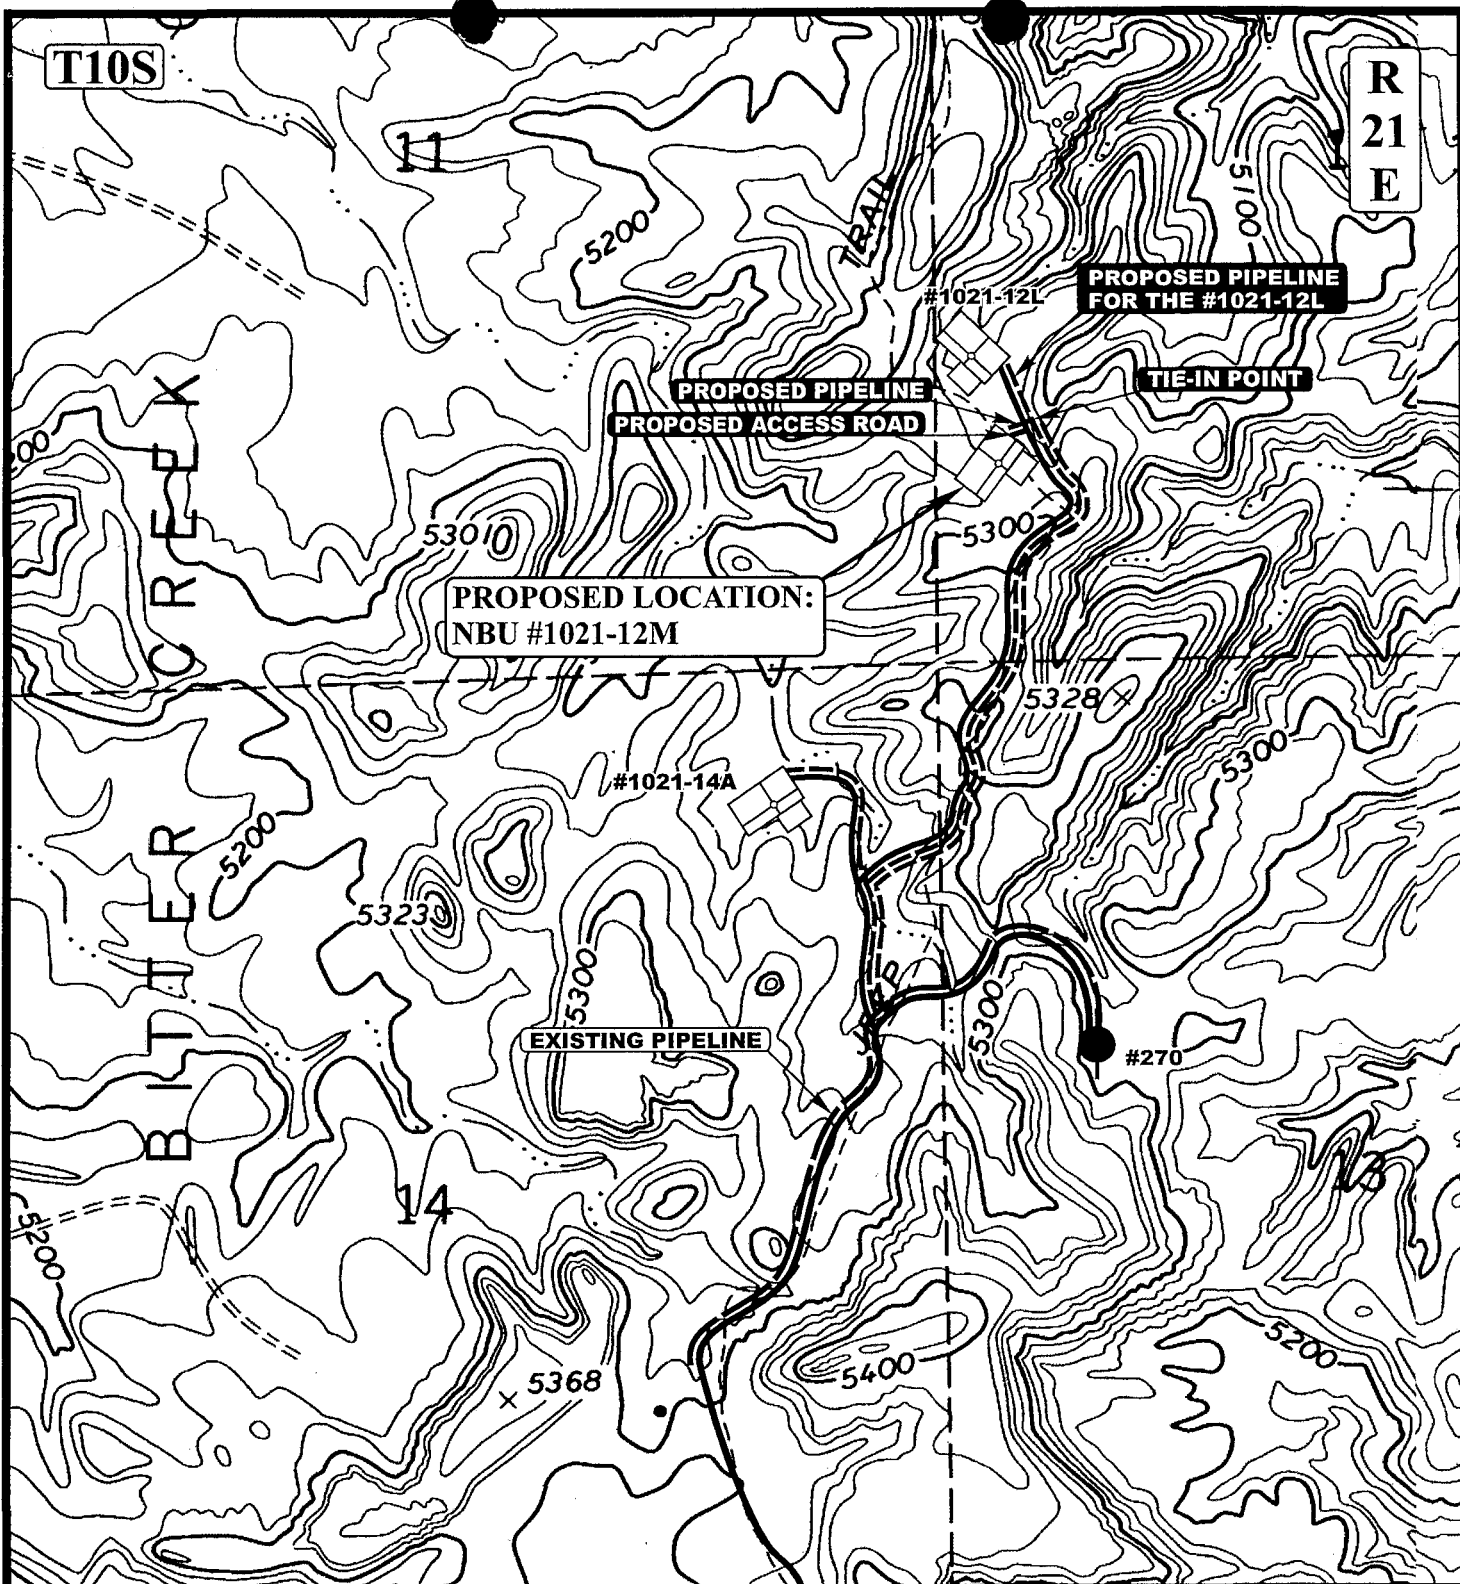 T10S
R
21
E
11
5200
5100
TRAIL
#1021-12L
PROPOSED PIPELINE
FOR THE #1021-12L
PROPOSED PIPELINE
TIE-IN POINT
PROPOSED ACCESS ROAD
5301
5300
PROPOSED LOCATION:
NBU #1021-12M
5328
5300
#1021-14A
5200
5323
BITTER CREEK
5300
JEEP
5300
EXISTING PIPELINE
#270
13
14
5200
5200
5400
5368